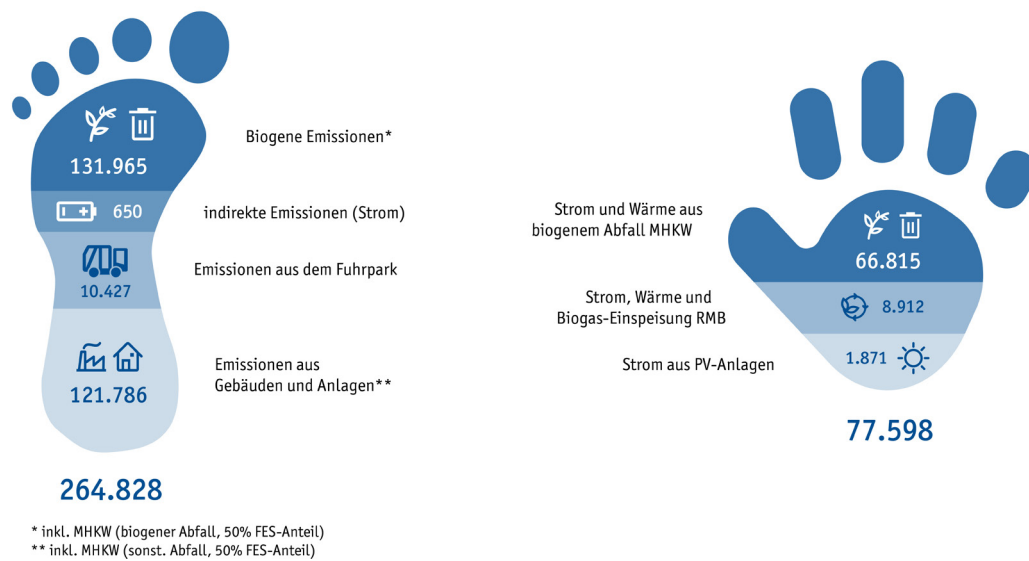 131.965
Biogene Emissionen*
650
indirekte Emissionen (Strom)
10.427
Emissionen aus dem Fuhrpark
121.786
Emissionen aus
Gebäuden und Anlagen**
264.828
* inkl. MHKW (biogener Abfall, 50% FES-Anteil)
** inkl. MHKW (sonst. Abfall, 50% FES-Anteil)
Strom und Wärme aus
biogenem Abfall MHKW
66.815
Strom, Wärme und
Biogas-Einspeisung RMB
8.912
Strom aus PV-Anlagen
1.871
77.598